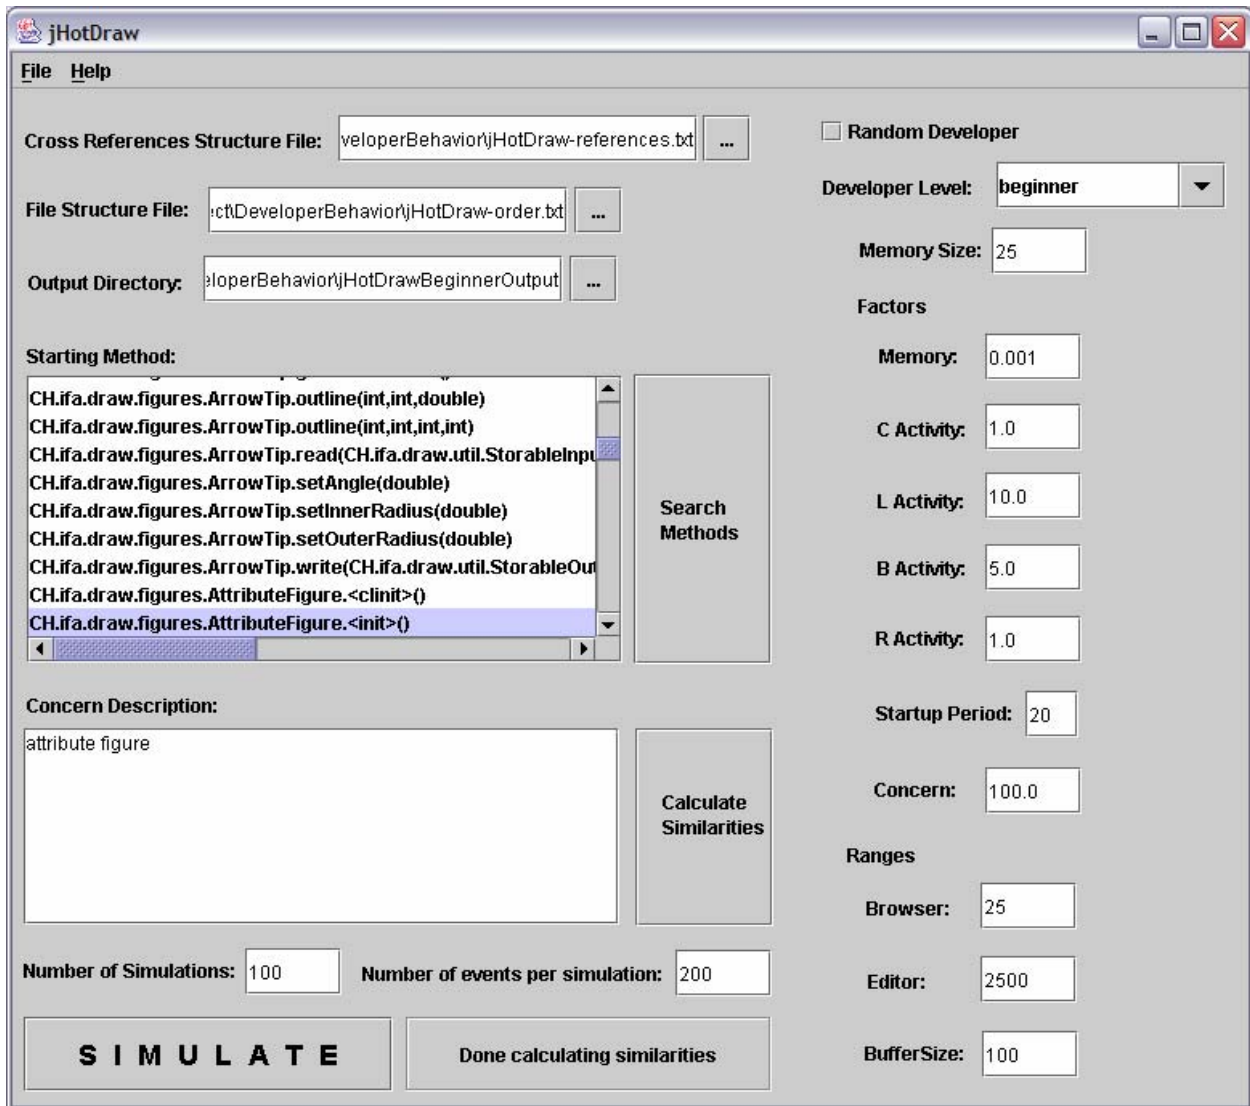 jHotDraw
File Help
Cross References Structure File: veloperBehavior\jHotDraw-references.txt ...
File Structure File: ct\DeveloperBehavior\jHotDraw-order.txt ...
Output Directory: eloperBehavior\jHotDrawBeginnerOutput ...
Starting Method:
CH.ifa.draw.figures.ArrowTip.outline(int,int,double)
CH.ifa.draw.figures.ArrowTip.outline(int,int,int,int)
CH.ifa.draw.figures.ArrowTip.read(CH.ifa.draw.util.StorableInpu
CH.ifa.draw.figures.ArrowTip.setAngle(double)
CH.ifa.draw.figures.ArrowTip.setInnerRadius(double)
CH.ifa.draw.figures.ArrowTip.setOuterRadius(double)
CH.ifa.draw.figures.ArrowTip.write(CH.ifa.draw.util.StorableOut
CH.ifa.draw.figures.AttributeFigure.<clinit>()
CH.ifa.draw.figures.AttributeFigure.<init>()
Search
Methods
Concern Description:
attribute figure
Calculate
Similarities
Number of Simulations: 100 Number of events per simulation: 200
S I M U L A T E
Done calculating similarities
Random Developer
Developer Level: beginner
Memory Size: 25
Factors
Memory: 0.001
C Activity: 1.0
L Activity: 10.0
B Activity: 5.0
R Activity: 1.0
Startup Period: 20
Concern: 100.0
Ranges
Browser: 25
Editor: 2500
BufferSize: 100